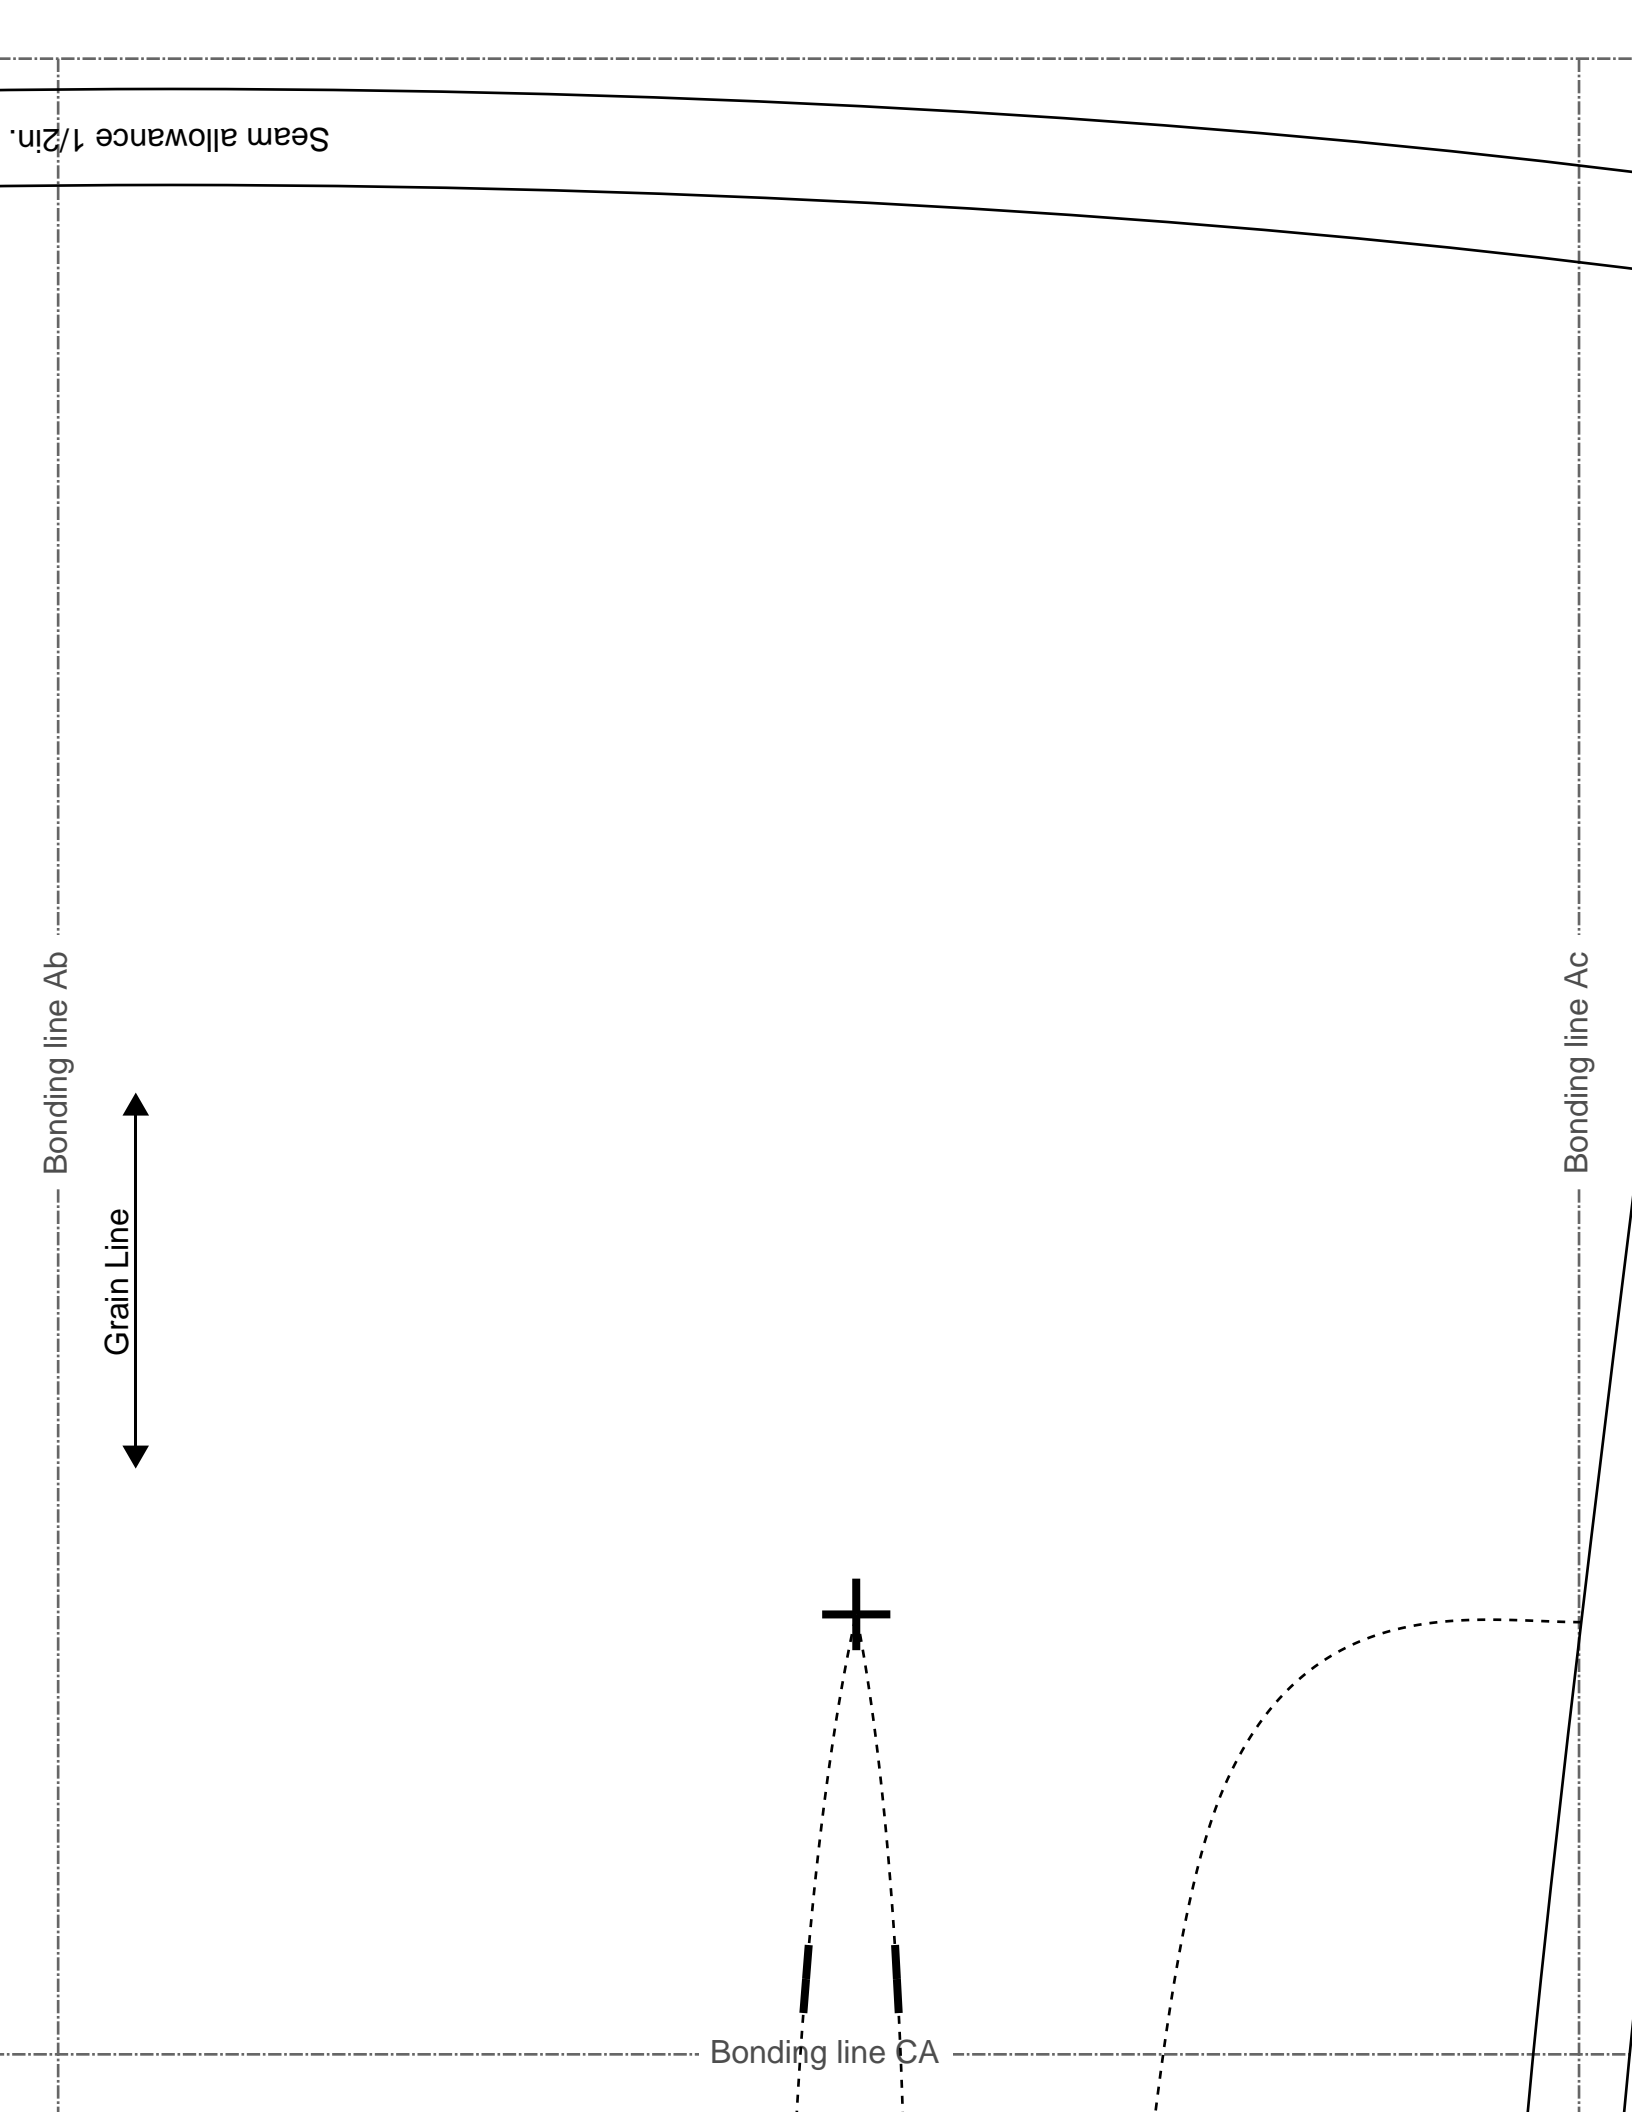 Seam allowance 1/2in.
Bonding line Ab
Bonding line Ac
Grain Line
Bonding line CA